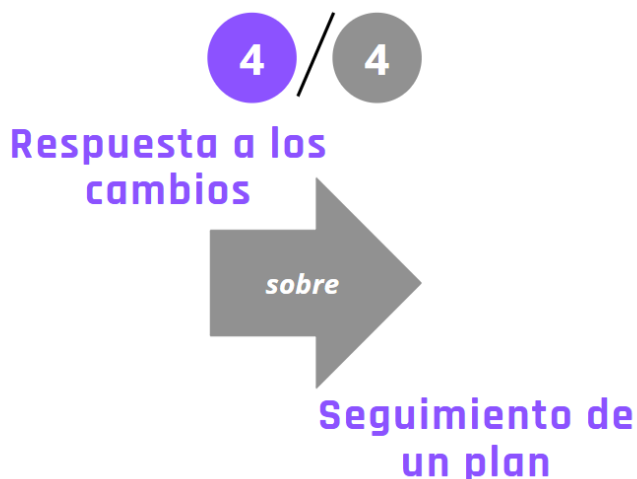 4 / 4
Respuesta a los
cambios
sobre
Seguimiento de
un plan